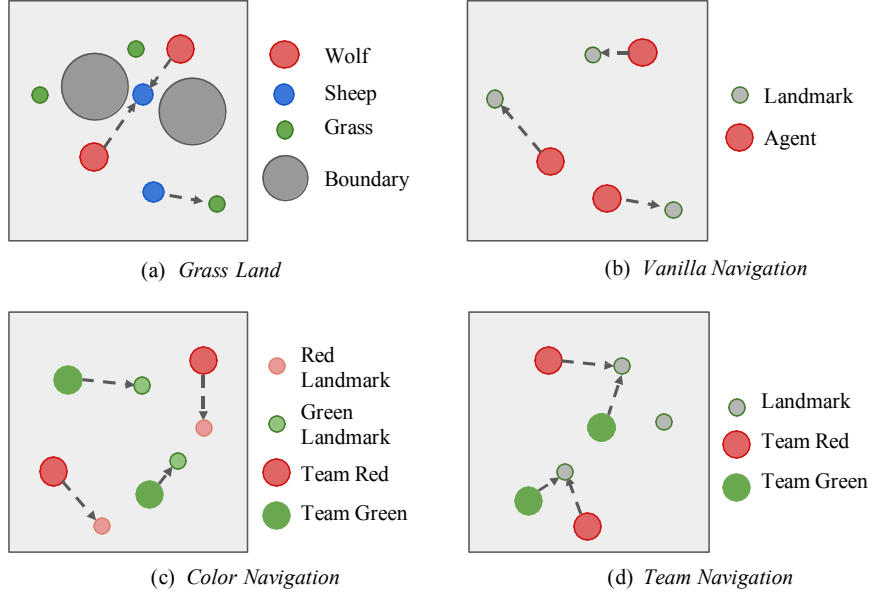 Wolf
Sheep
Grass
Boundary
(a) Grass Land
Landmark
Agent
(b) Vanilla Navigation
Red
Landmark
Green
Landmark
Team Red
Team Green
(c) Color Navigation
Landmark
Team Red
Team Green
(d) Team Navigation